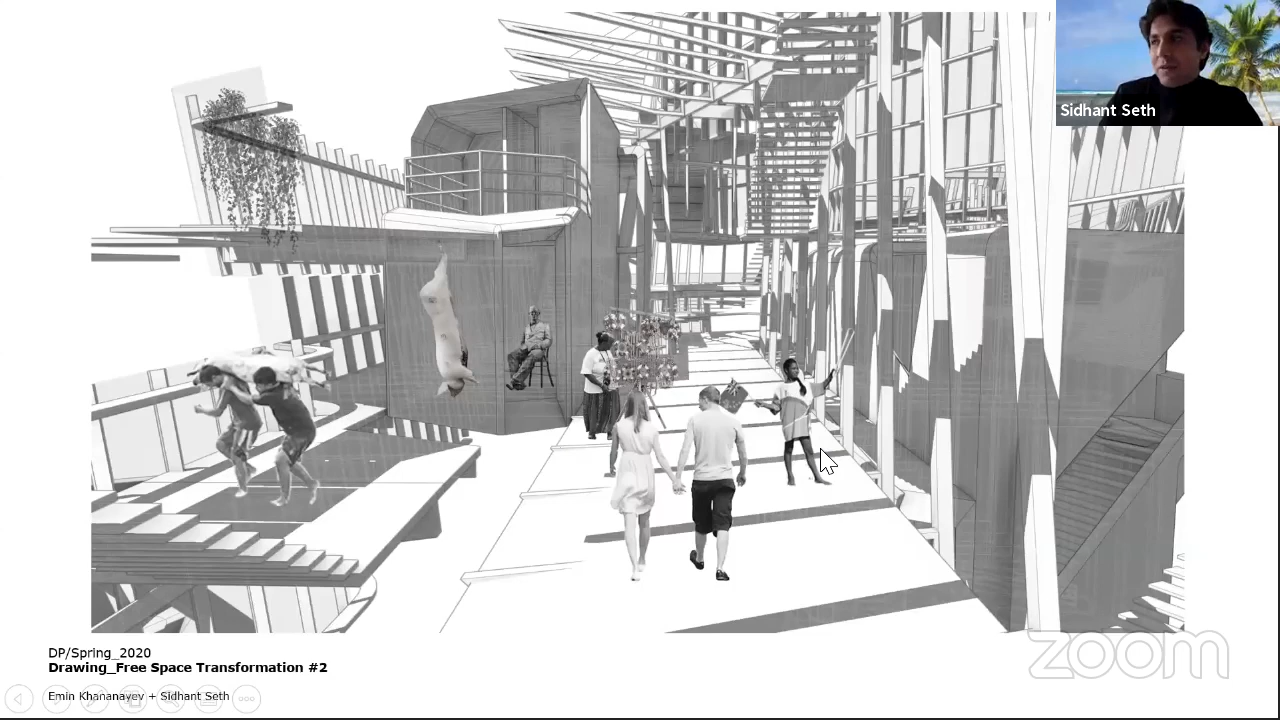 Sidhant Seth
DP/Spring_2020
Drawing_Free Space Transformation #2
Emin Khananayev + Sidhant Seth
zoom